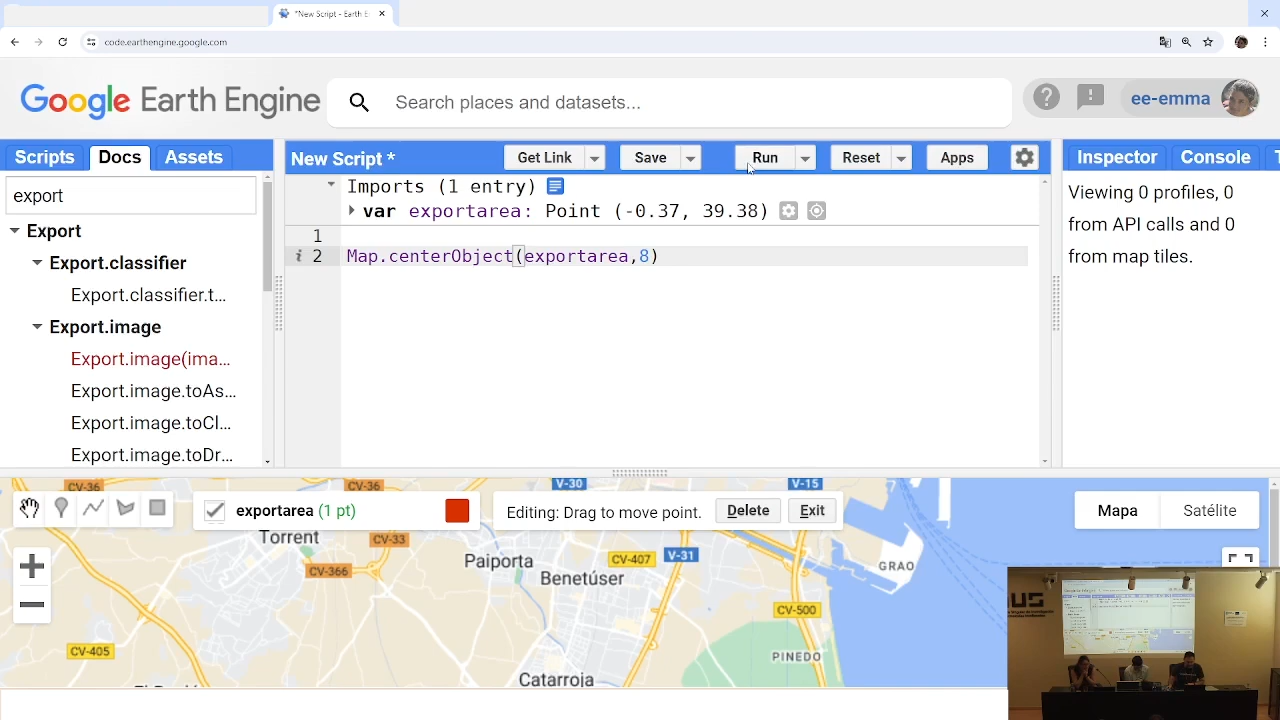 *New Script - Earth E
code.earthengine.google.com
Google Earth Engine
Search places and datasets...
ee-emma
Scripts
Docs
Assets
New Script *
Get Link
Save
Run
Reset
Apps
Inspector
Console
export
Imports (1 entry)
var exportarea: Point (-0.37, 39.38)
Viewing 0 profiles, 0
from API calls and 0
from map tiles.
Export
1
i 2 Map.centerObject(exportarea,8)
Export.classifier
Export.classifier.t...
Export.image
Export.image(ima...
Export.image.toAs...
Export.image.toCl...
Export.image.toDr...
CV-36
CV-36
V-30
V-15
exportarea (1 pt)
Editing: Drag to move point.
Delete
Exit
Mapa
Satélite
Torrent
CV-33
CV-366
Paiporta
CV-407
V-31
Benetúser
GRAO
CV-500
CV-405
PINEDO
Catarroja